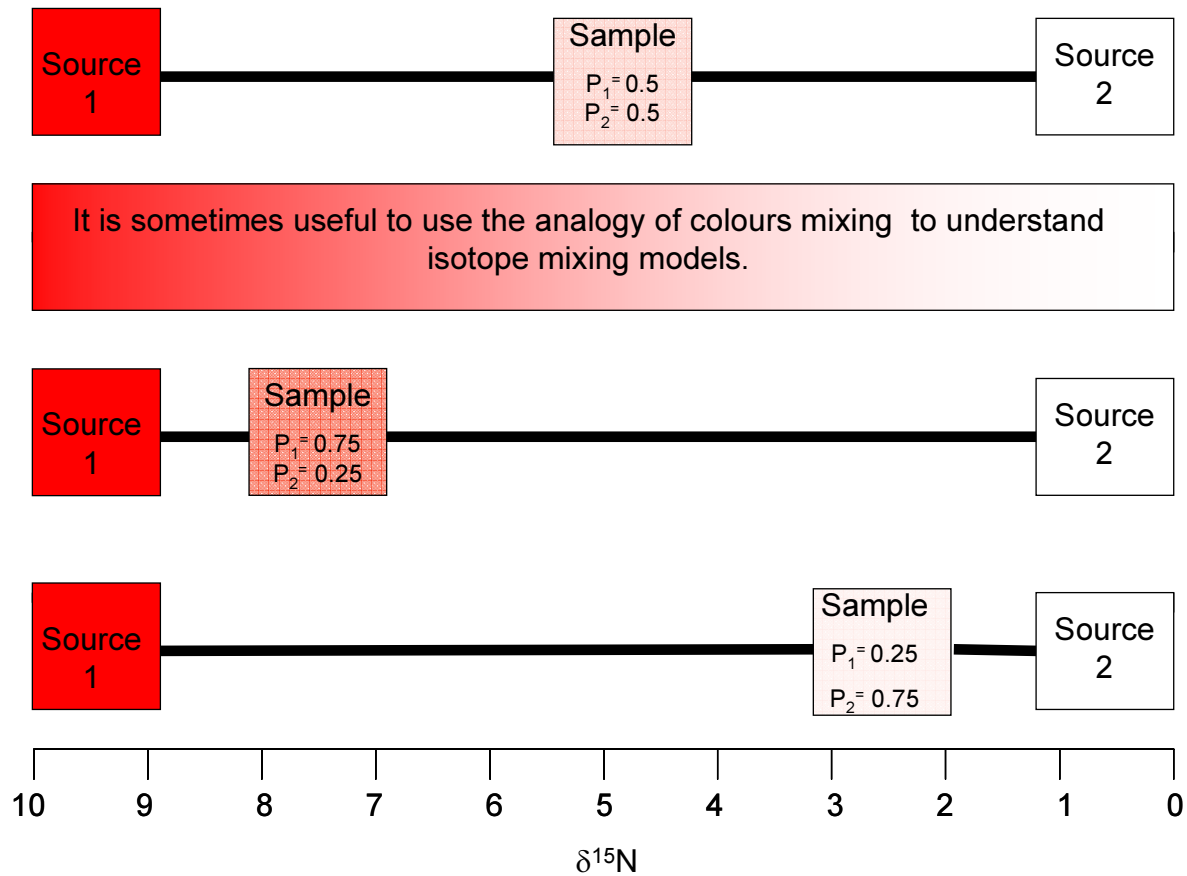 Source 1
Sample
P₁= 0.5
P₂= 0.5
Source 2
It is sometimes useful to use the analogy of colours mixing to understand
isotope mixing models.
Source 1
Sample
P₁= 0.75
P₂= 0.25
Source 2
Source 1
Sample
P₁= 0.25
P₂= 0.75
Source 2
10 9 8 7 6 5 4 3 2 1 0
δ¹⁵N